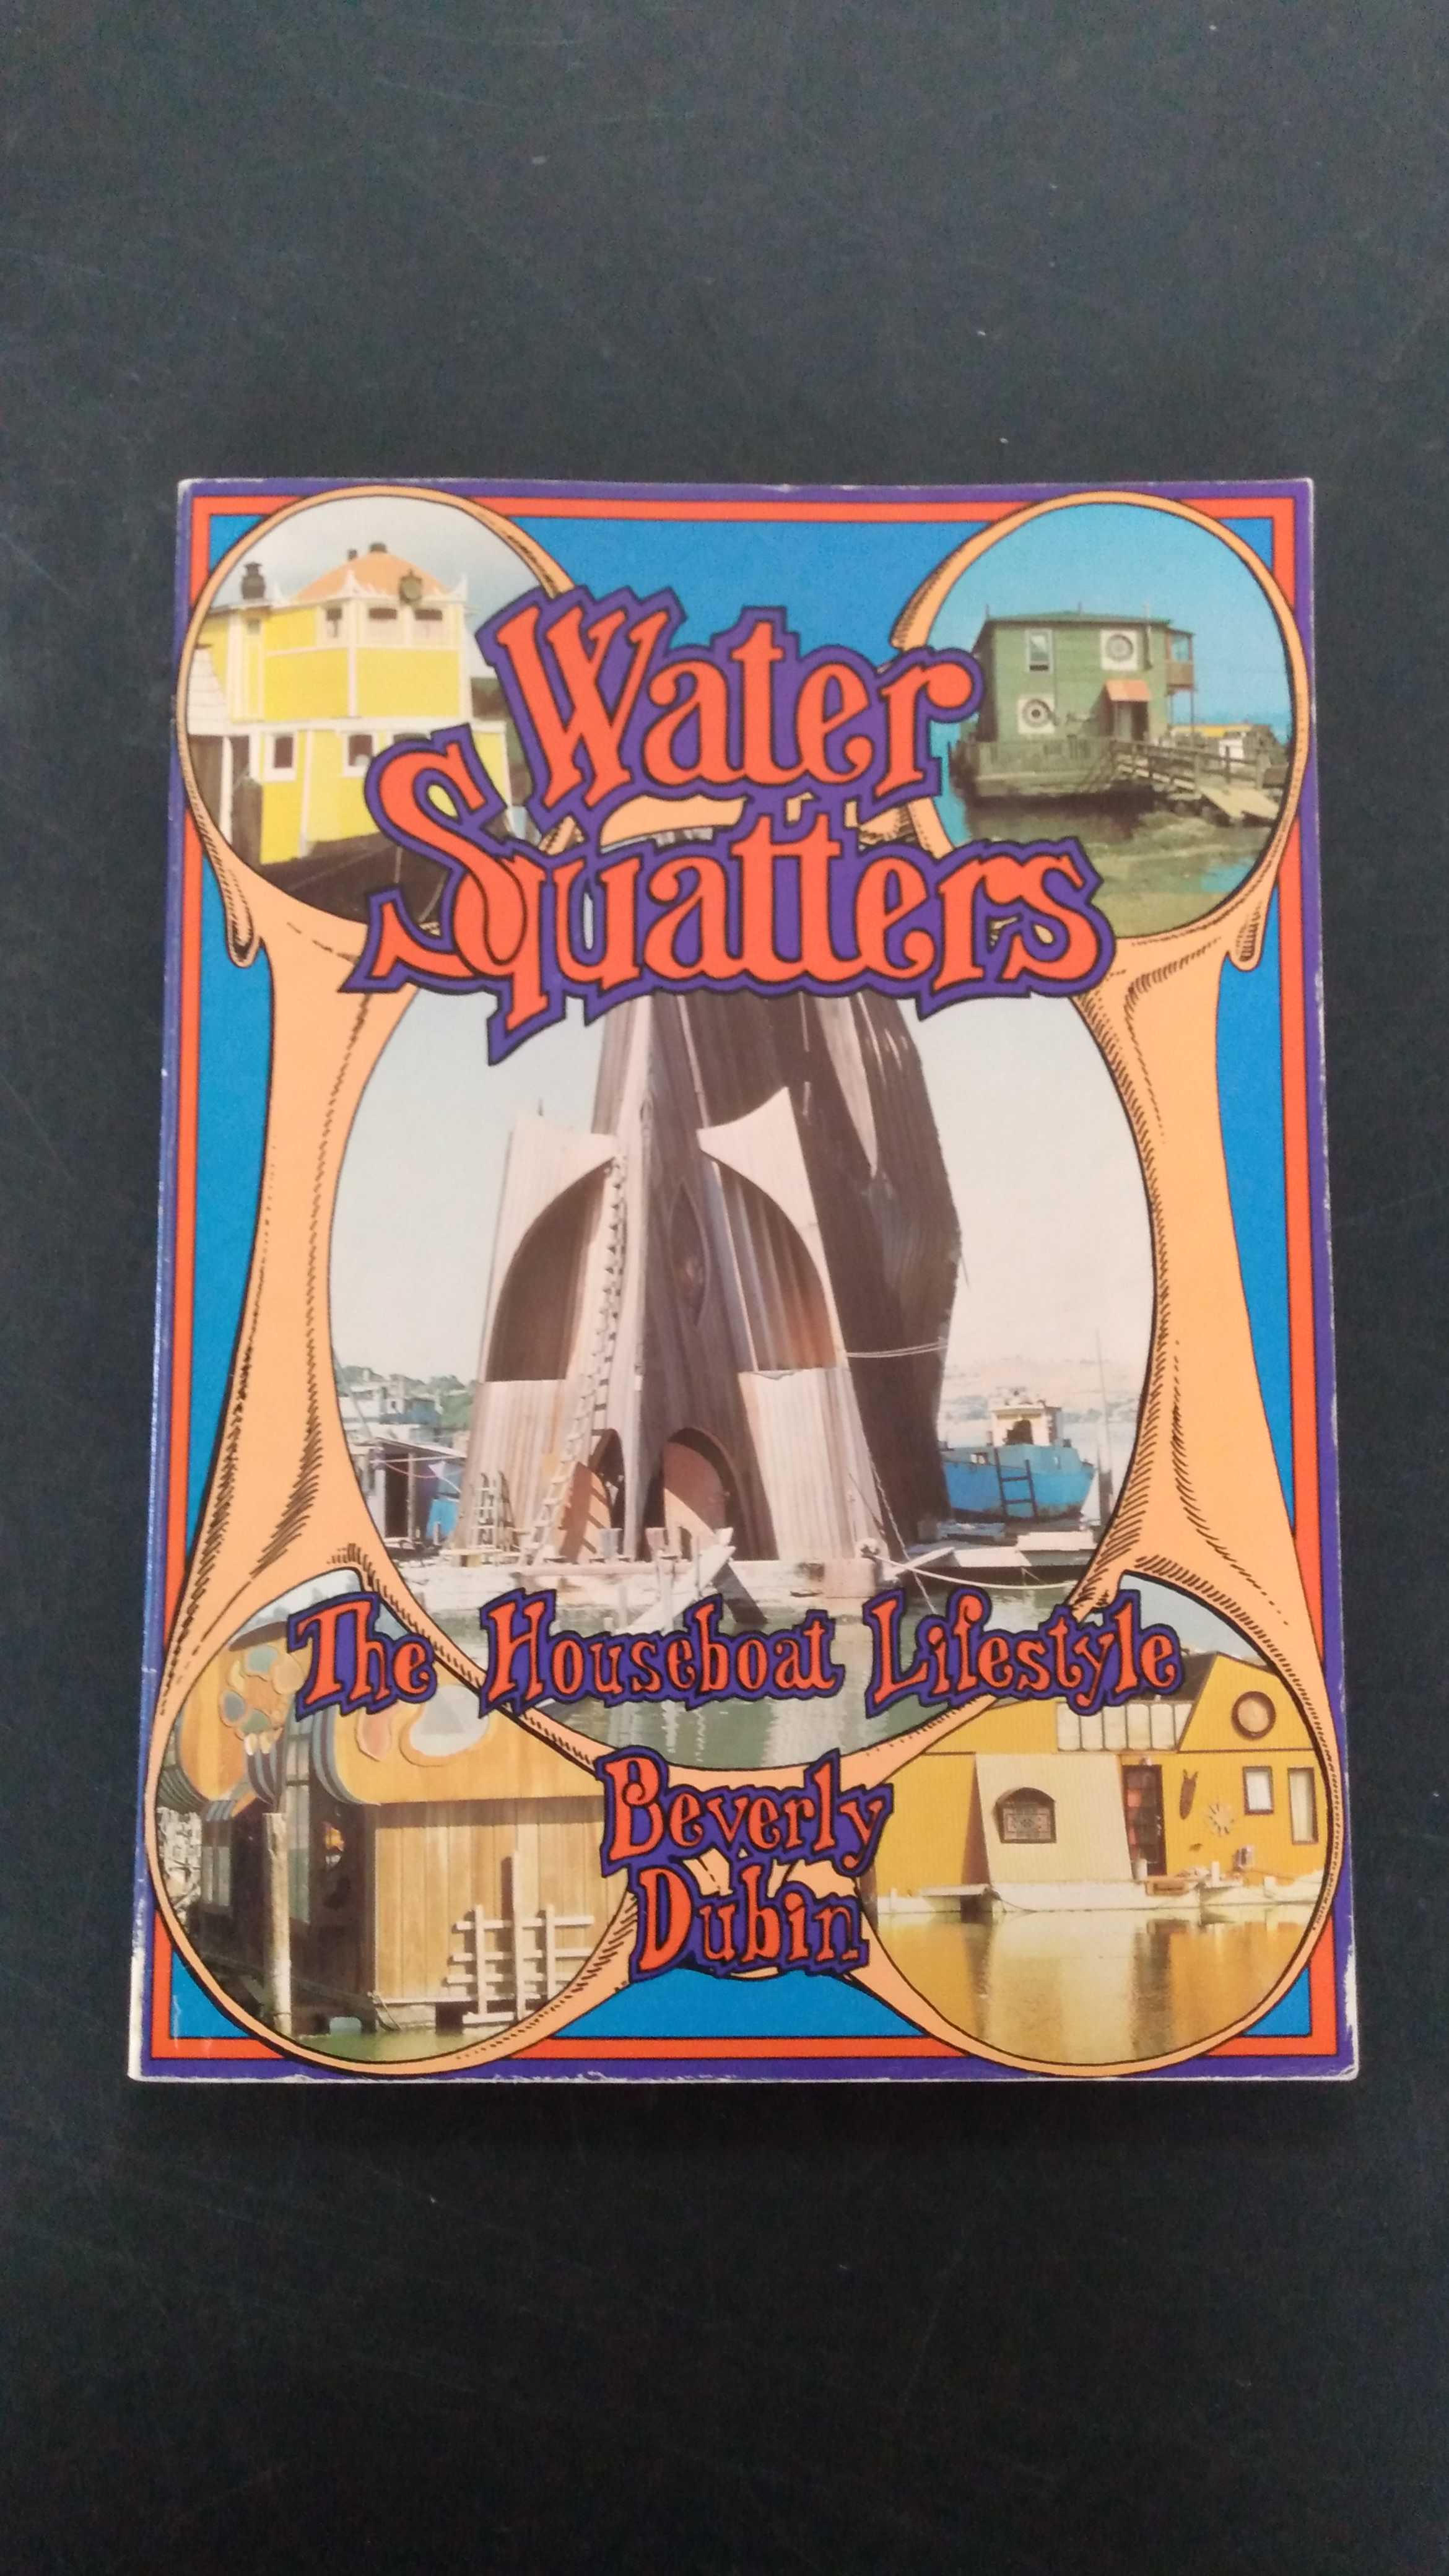 Water
Squatters
The Houseboat Lifestyle
Beverly
Dubin